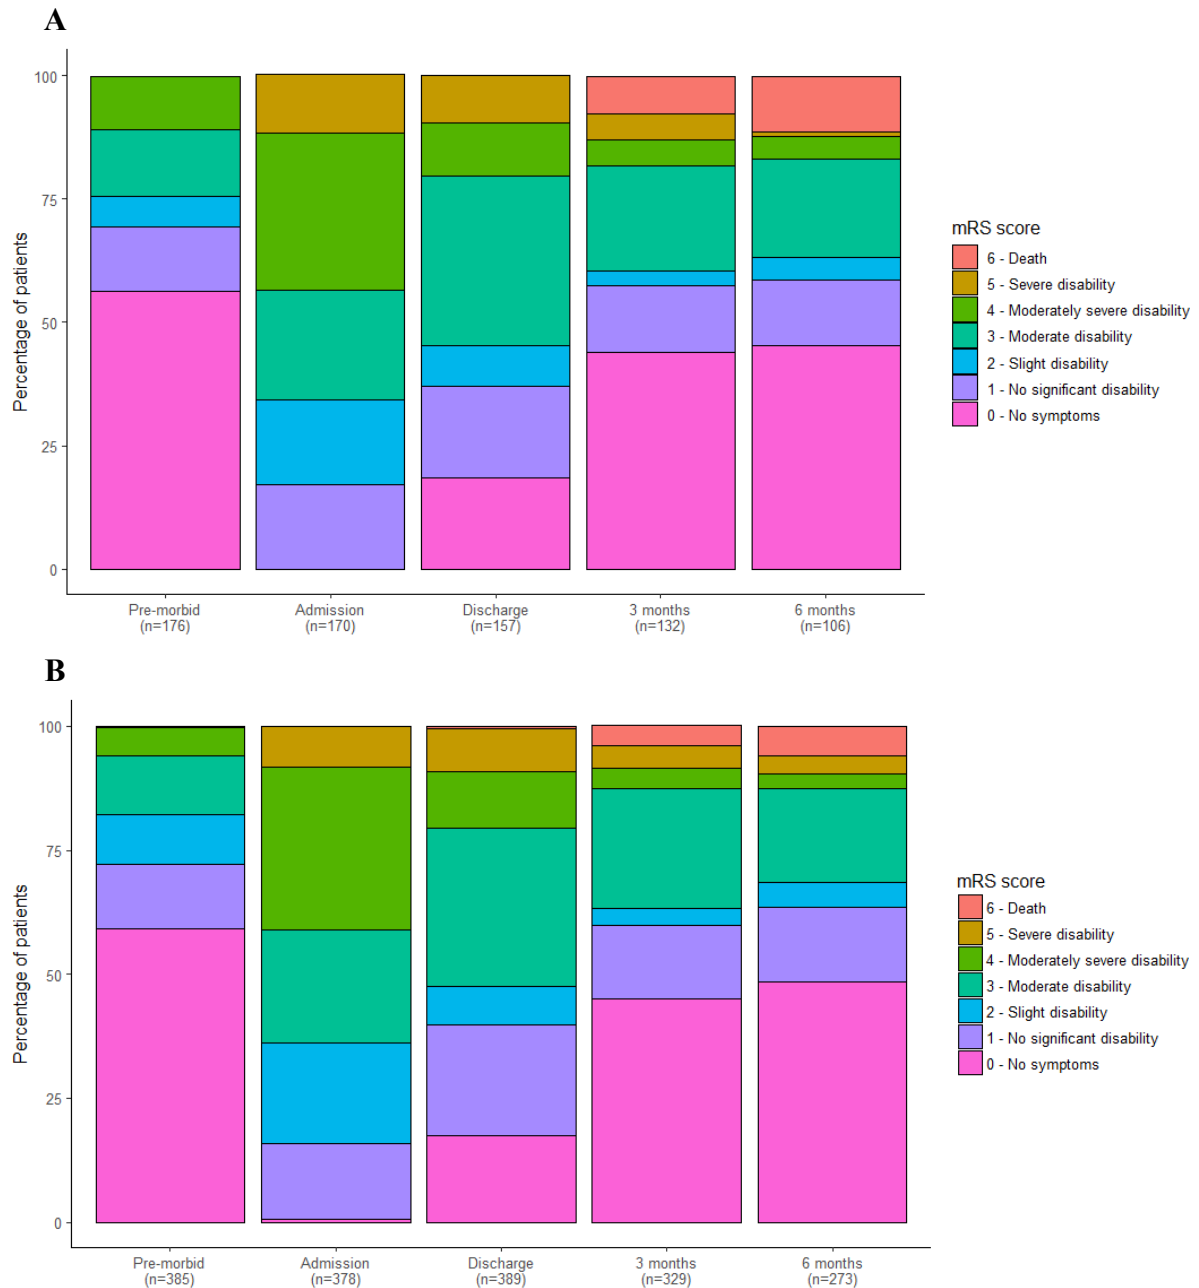 A
100
75
50
25
0
Percentage of patients
Pre-morbid
(n=176)
Admission
(n=170)
Discharge
(n=157)
3 months
(n=132)
6 months
(n=106)
mRS score
6 - Death
5 - Severe disability
4 - Moderately severe disability
3 - Moderate disability
2 - Slight disability
1 - No significant disability
0 - No symptoms
B
100
75
50
25
0
Percentage of patients
Pre-morbid
(n=385)
Admission
(n=378)
Discharge
(n=389)
3 months
(n=329)
6 months
(n=273)
mRS score
6 - Death
5 - Severe disability
4 - Moderately severe disability
3 - Moderate disability
2 - Slight disability
1 - No significant disability
0 - No symptoms